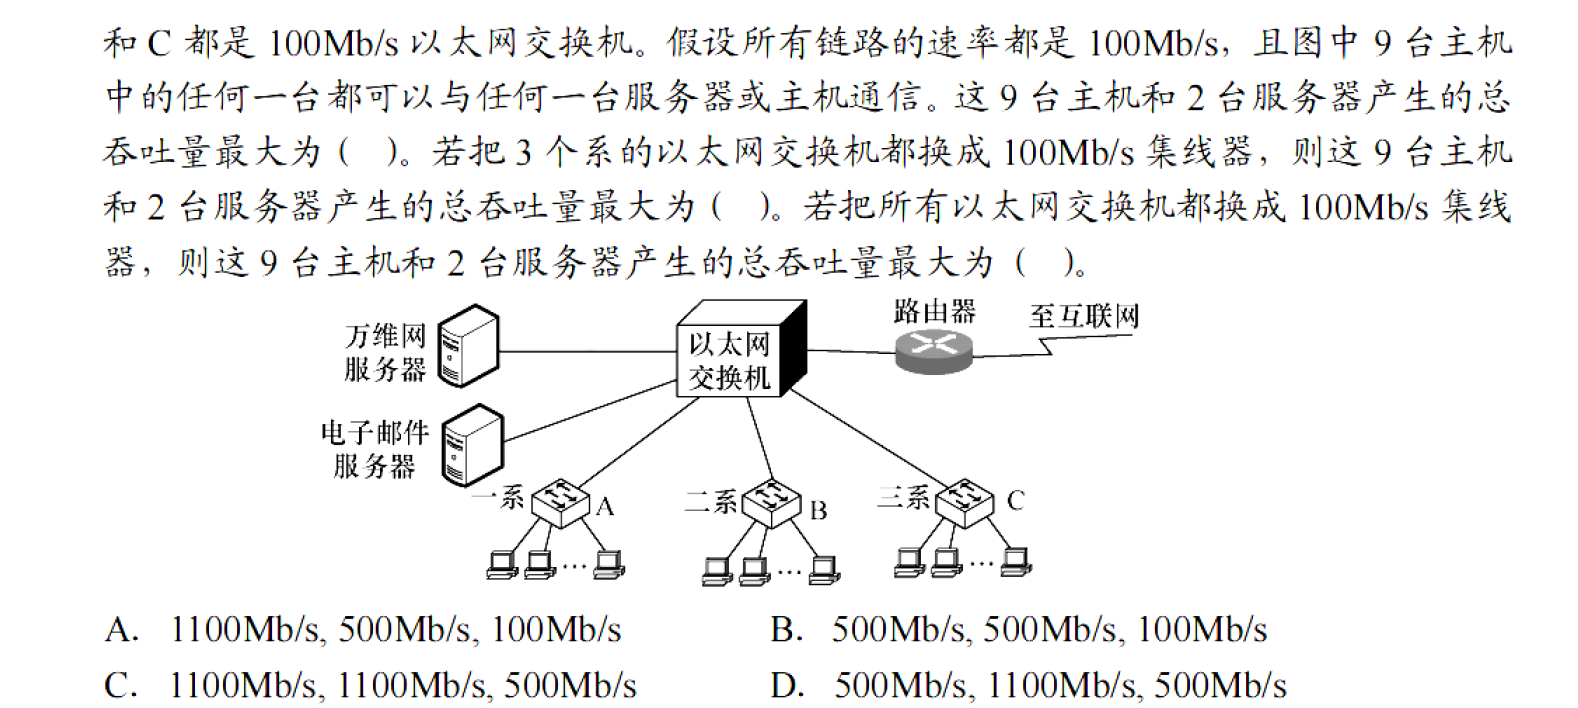 和 C 都是 100Mb/s 以太网交换机。假设所有链路的速率都是 100Mb/s，且图中 9 台主机
中的任何一台都可以与任何一台服务器或主机通信。这 9 台主机和 2 台服务器产生的总
吞吐量最大为（ ）。若把 3 个系的以太网交换机都换成 100Mb/s 集线器，则这 9 台主机
和 2 台服务器产生的总吞吐量最大为（ ）。若把所有以太网交换机都换成 100Mb/s 集线
器，则这 9 台主机和 2 台服务器产生的总吞吐量最大为（ ）。
万维网
服务器
以太网
交换机
路由器
至互联网
电子邮件
服务器
一系
A
二系
B
三系
C
···
···
···
A. 1100Mb/s, 500Mb/s, 100Mb/s
B. 500Mb/s, 500Mb/s, 100Mb/s
C. 1100Mb/s, 1100Mb/s, 500Mb/s
D. 500Mb/s, 1100Mb/s, 500Mb/s